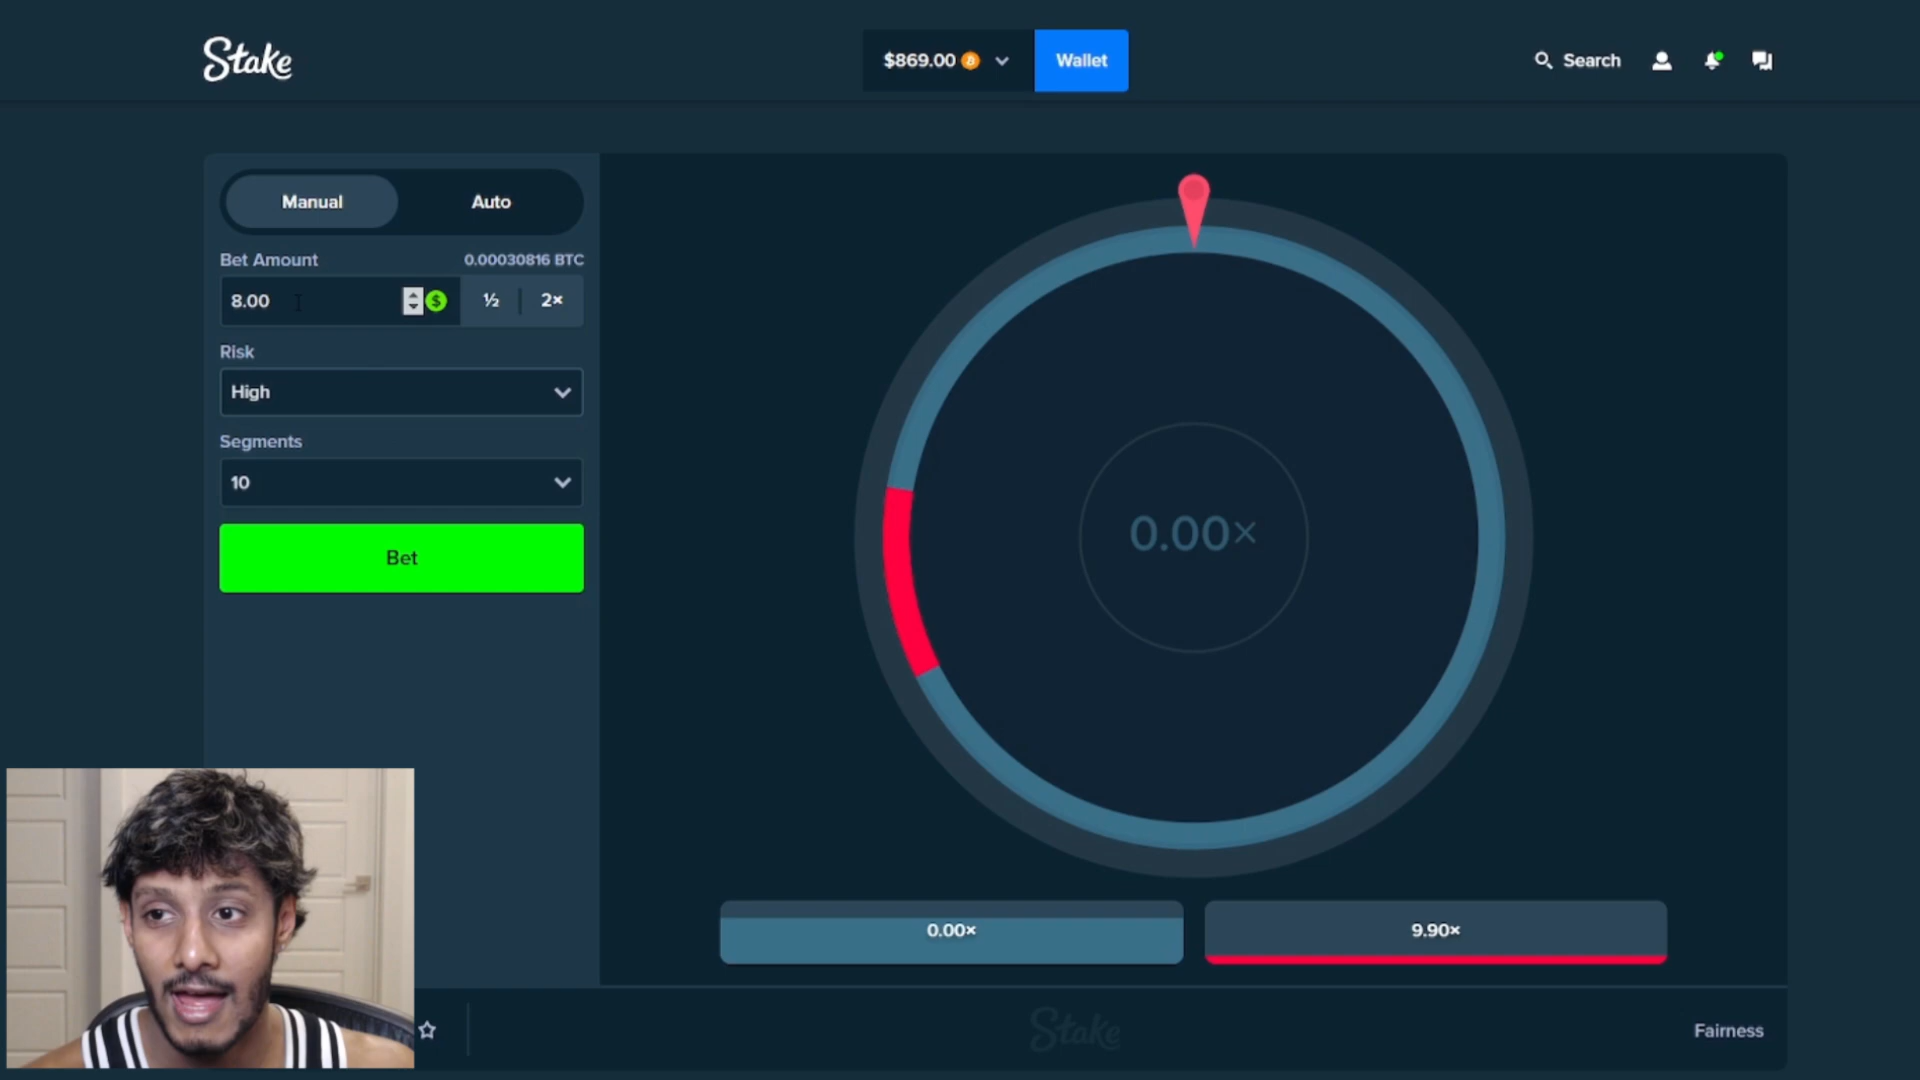 Stake
$869.00
Wallet
Search
Manual
Auto
Bet Amount
0.00030816 BTC
8.00
$
½
2×
Risk
High
Segments
10
Bet
0.00×
0.00×
9.90×
Stake
Fairness